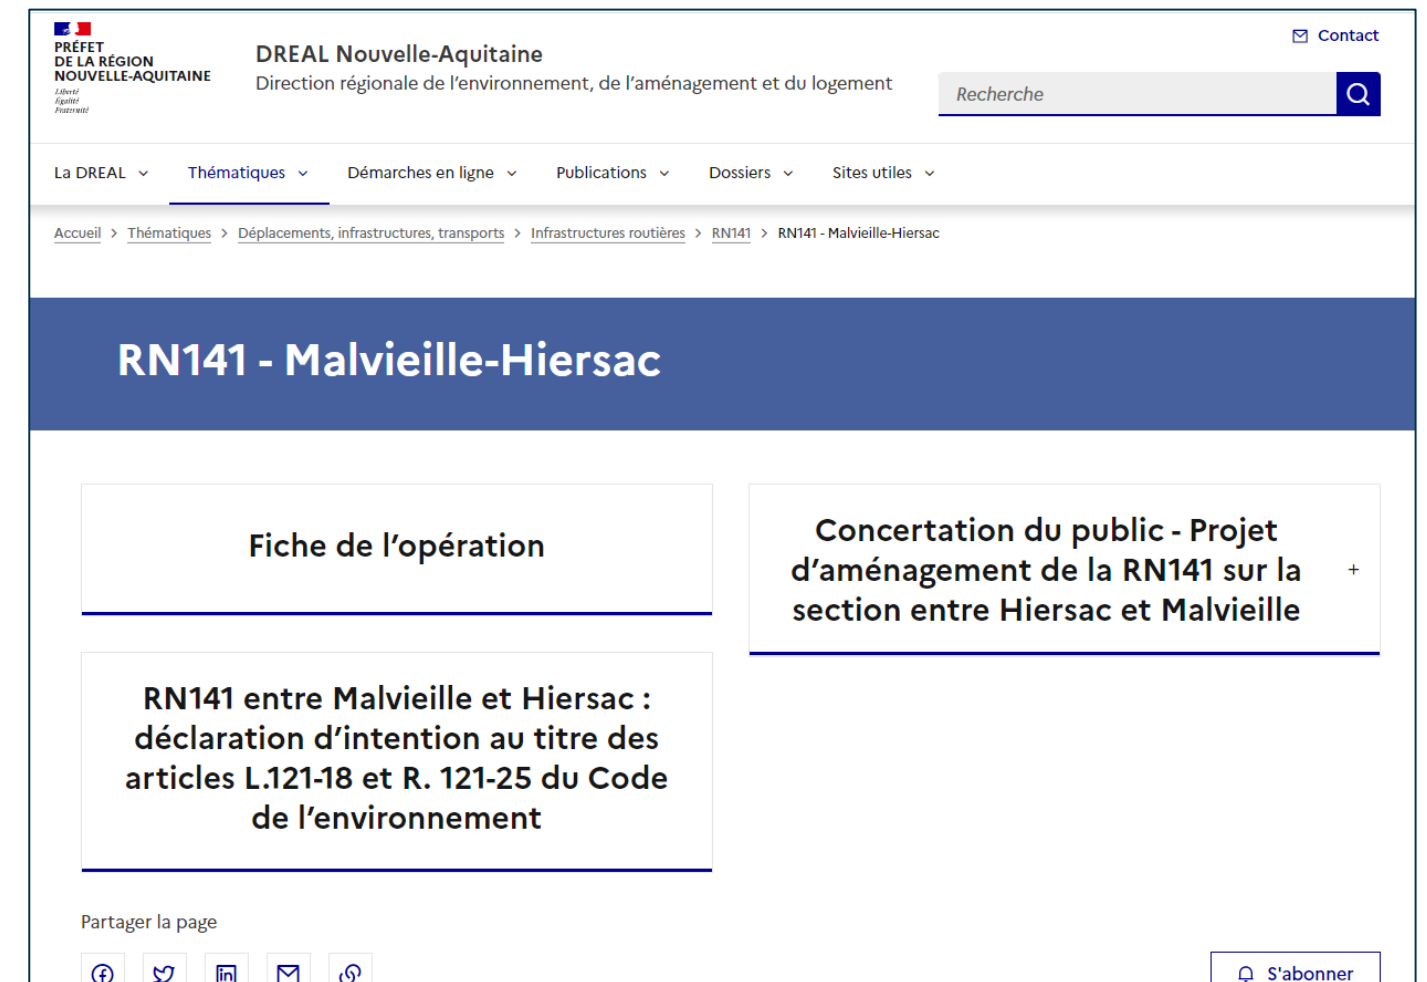 PRÉFET
DE LA RÉGION
NOUVELLE-AQUITAINE
Liberté
Égalité
Fraternité
DREAL Nouvelle-Aquitaine
Direction régionale de l'environnement, de l'aménagement et du logement
Contact
Recherche
La DREAL
Thématiques
Démarches en ligne
Publications
Dossiers
Sites utiles
Accueil > Thématiques > Déplacements, infrastructures, transports > Infrastructures routières > RN141 > RN141 - Malvieille-Hiersac
RN141 - Malvieille-Hiersac
Fiche de l'opération
Concertation du public - Projet
d'aménagement de la RN141 sur la
section entre Hiersac et Malvieille
+
RN141 entre Malvieille et Hiersac :
déclaration d'intention au titre des
articles L.121-18 et R. 121-25 du Code
de l'environnement
Partager la page
S'abonner